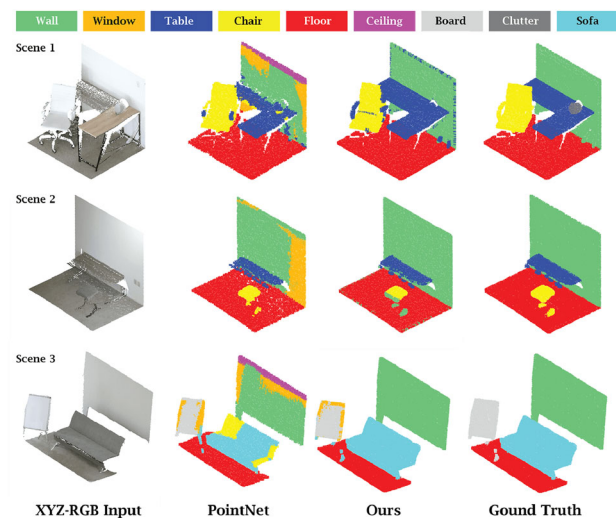 Wall Window Table Chair Floor Ceiling Board Clutter Sofa
Scene 1
Scene 2
Scene 3
XYZ-RGB Input PointNet Ours Gound Truth